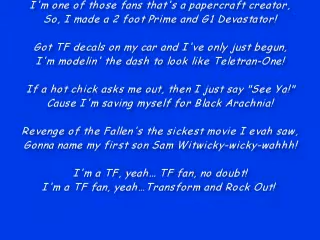 I'm one of those fans that's a papercraft creator,
So, I made a 2 foot Prime and G1 Devastator!
Got TF decals on my car and I've only just begun,
I'm modelin' the dash to look like Teletran-One!
If a hot chick asks me out, then I just say "See Ya!"
Cause I'm saving myself for Black Arachnia!
Revenge of the Fallen's the sickest movie I evah saw,
Gonna name my first son Sam Witwicky-wicky-wahhh!
I'm a TF, yeah... TF fan, no doubt!
I'm a TF fan, yeah...Transform and Rock Out!